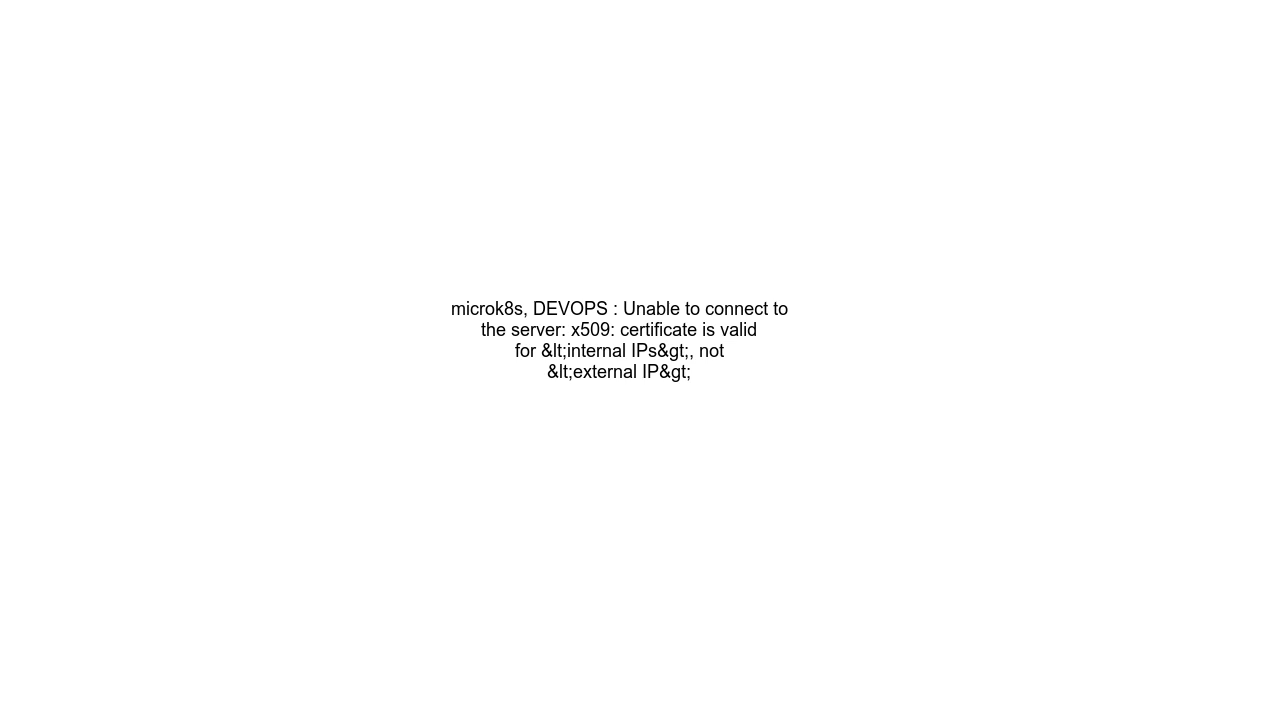 microk8s, DEVOPS : Unable to connect to
the server: x509: certificate is valid
for &lt;internal IPs&gt;, not
&lt;external IP&gt;